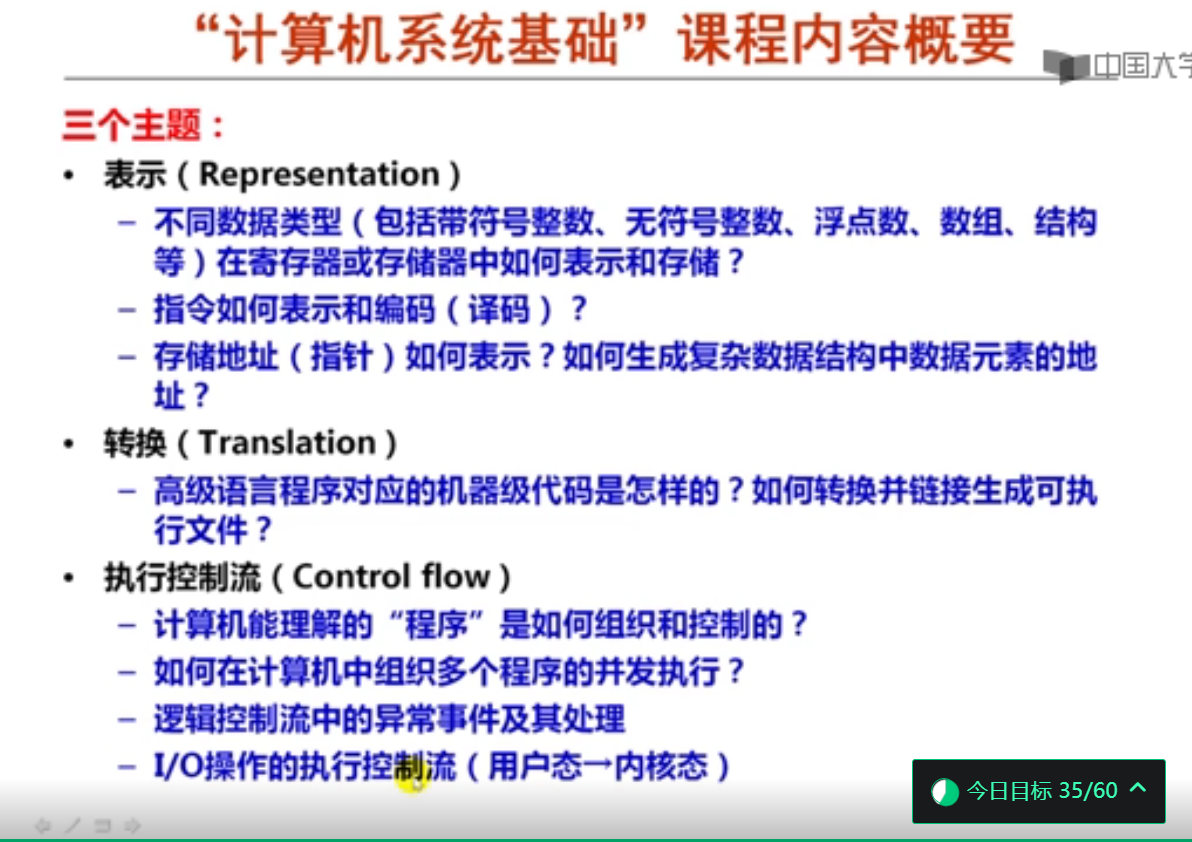 “计算机系统基础”课程内容概要
中国大学
三个主题：
• 表示（Representation）
– 不同数据类型（包括带符号整数、无符号整数、浮点数、数组、结构
等）在寄存器或存储器中如何表示和存储？
– 指令如何表示和编码（译码）？
– 存储地址（指针）如何表示？如何生成复杂数据结构中数据元素的地
址？
• 转换（Translation）
– 高级语言程序对应的机器级代码是怎样的？如何转换并链接生成可执
行文件？
• 执行控制流（Control flow）
– 计算机能理解的“程序”是如何组织和控制的？
– 如何在计算机中组织多个程序的并发执行？
– 逻辑控制流中的异常事件及其处理
– I/O操作的执行控制流（用户态→内核态）
今日目标 35/60